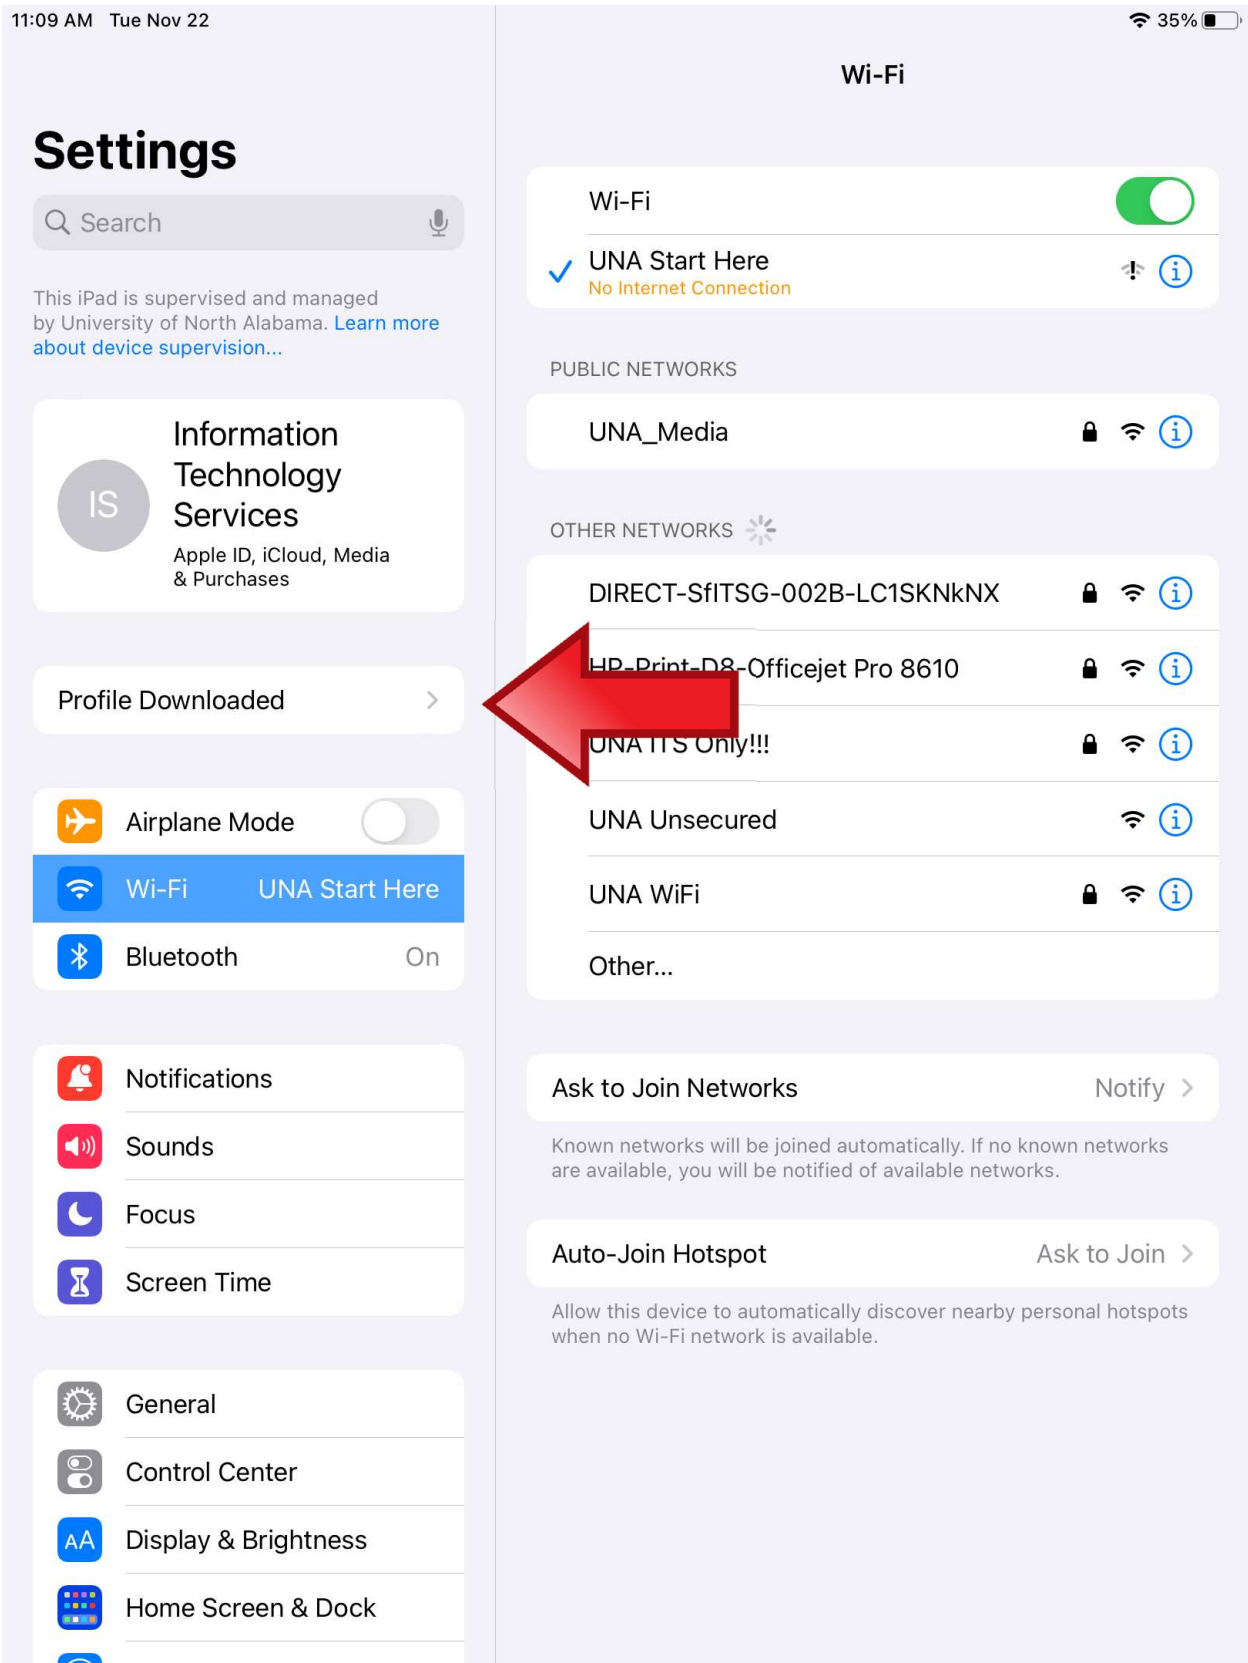 11:09 AM Tue Nov 22
35%
Settings
Search
This iPad is supervised and managed
by University of North Alabama. Learn more
about device supervision...
IS
Information
Technology
Services
Apple ID, iCloud, Media
& Purchases
Profile Downloaded
Airplane Mode
Wi-Fi UNA Start Here
Bluetooth On
Notifications
Sounds
Focus
Screen Time
General
Control Center
AA Display & Brightness
Home Screen & Dock
Wi-Fi
Wi-Fi
UNA Start Here
No Internet Connection
PUBLIC NETWORKS
UNA_Media
OTHER NETWORKS
DIRECT-SfITSG-002B-LC1SKNkNX
HP-Print-D8-Officejet Pro 8610
UNA ITS Only!!!
UNA Unsecured
UNA WiFi
Other...
Ask to Join Networks Notify
Known networks will be joined automatically. If no known networks
are available, you will be notified of available networks.
Auto-Join Hotspot Ask to Join
Allow this device to automatically discover nearby personal hotspots
when no Wi-Fi network is available.